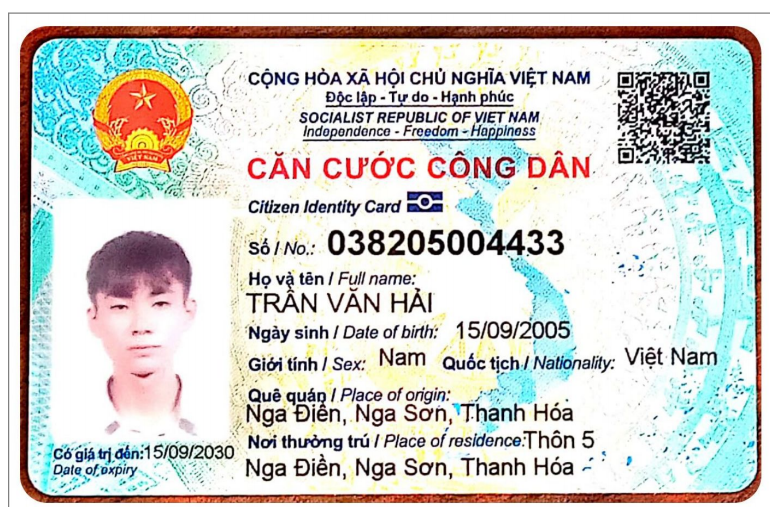 CỘNG HÒA XÃ HỘI CHỦ NGHĨA VIỆT NAM
Độc lập - Tự do - Hạnh phúc
SOCIALIST REPUBLIC OF VIET NAM
Independence - Freedom - Happiness
CĂN CƯỚC CÔNG DÂN
Citizen Identity Card
Số / No.: 038205004433
Họ và tên / Full name:
TRẦN VĂN HẢI
Ngày sinh / Date of birth: 15/09/2005
Giới tính / Sex: Nam Quốc tịch / Nationality: Việt Nam
Quê quán / Place of origin:
Nga Điền, Nga Sơn, Thanh Hóa
Nơi thường trú / Place of residence: Thôn 5
Nga Điền, Nga Sơn, Thanh Hóa
Có giá trị đến: 15/09/2030
Date of expiry
VIỆT NAM